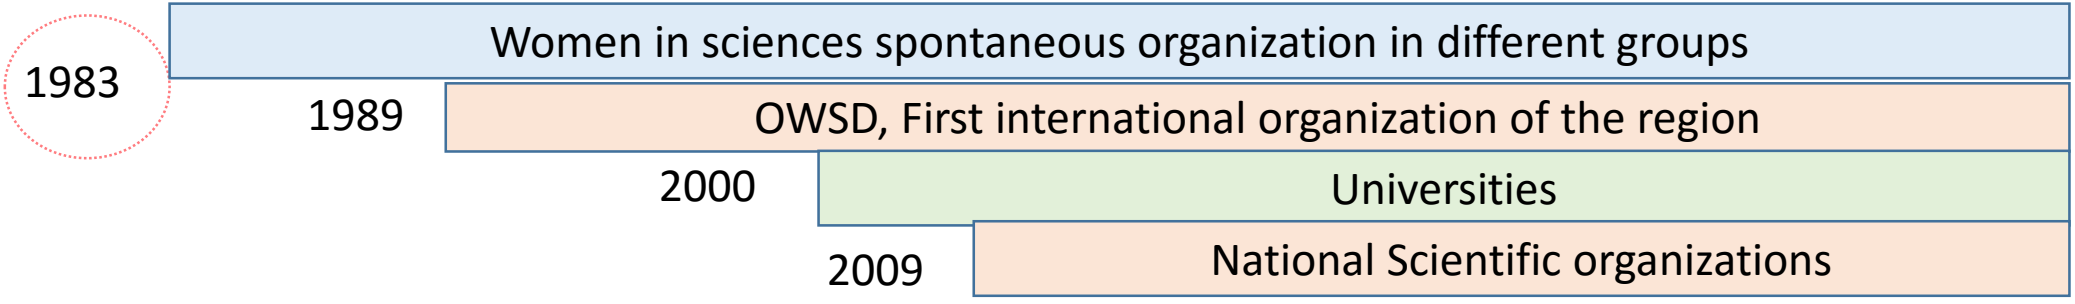 1983
Women in sciences spontaneous organization in different groups
1989
OWSD, First international organization of the region
2000
Universities
2009
National Scientific organizations